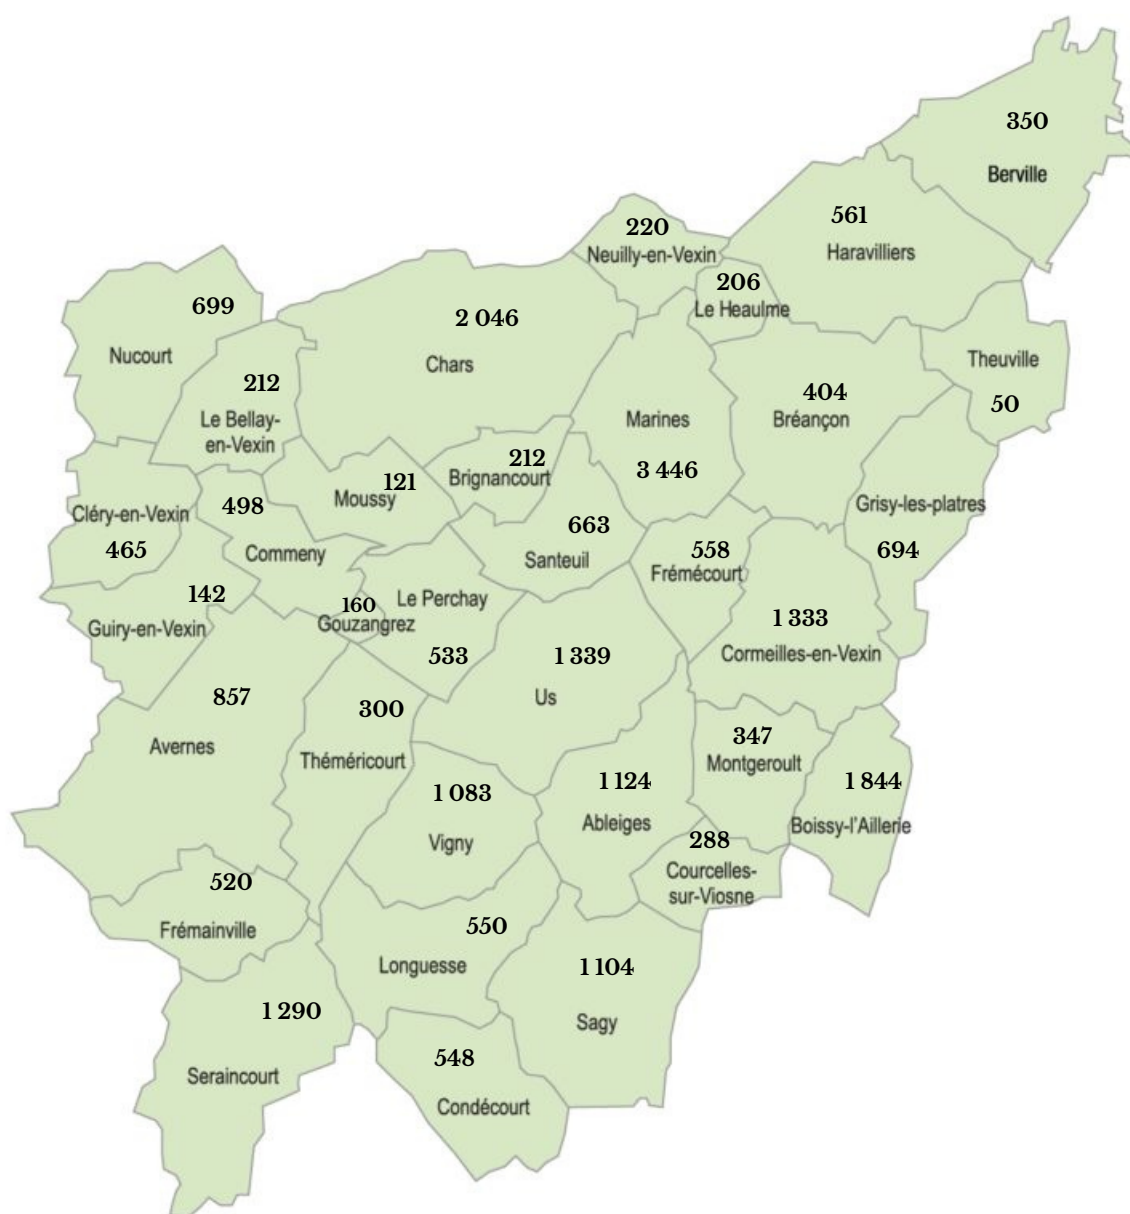 350
Berville
561
Haravilliers
220
Neuilly-en-Vexin
206
Le Heaulme
699
Nucourt
2 046
Chars
Theuville
50
212
Le Bellay-
en-Vexin
404
Bréançon
Marines
3 446
212
Brignancourt
121
Moussy
498
Commeny
Cléry-en-Vexin
465
663
Santeuil
Grisy-les-platres
694
558
Frémécourt
142
Guiry-en-Vexin
160
Gouzangrez
Le Perchay
533
1 333
Cormeilles-en-Vexin
1 339
Us
857
Avernes
300
Théméricourt
347
Montgeroult
1 844
Boissy-l'Aillerie
1 083
Vigny
1 124
Ableiges
288
Courcelles-
sur-Viosne
520
Frémainville
550
Longuesse
1 104
Sagy
1 290
Seraincourt
548
Condécourt